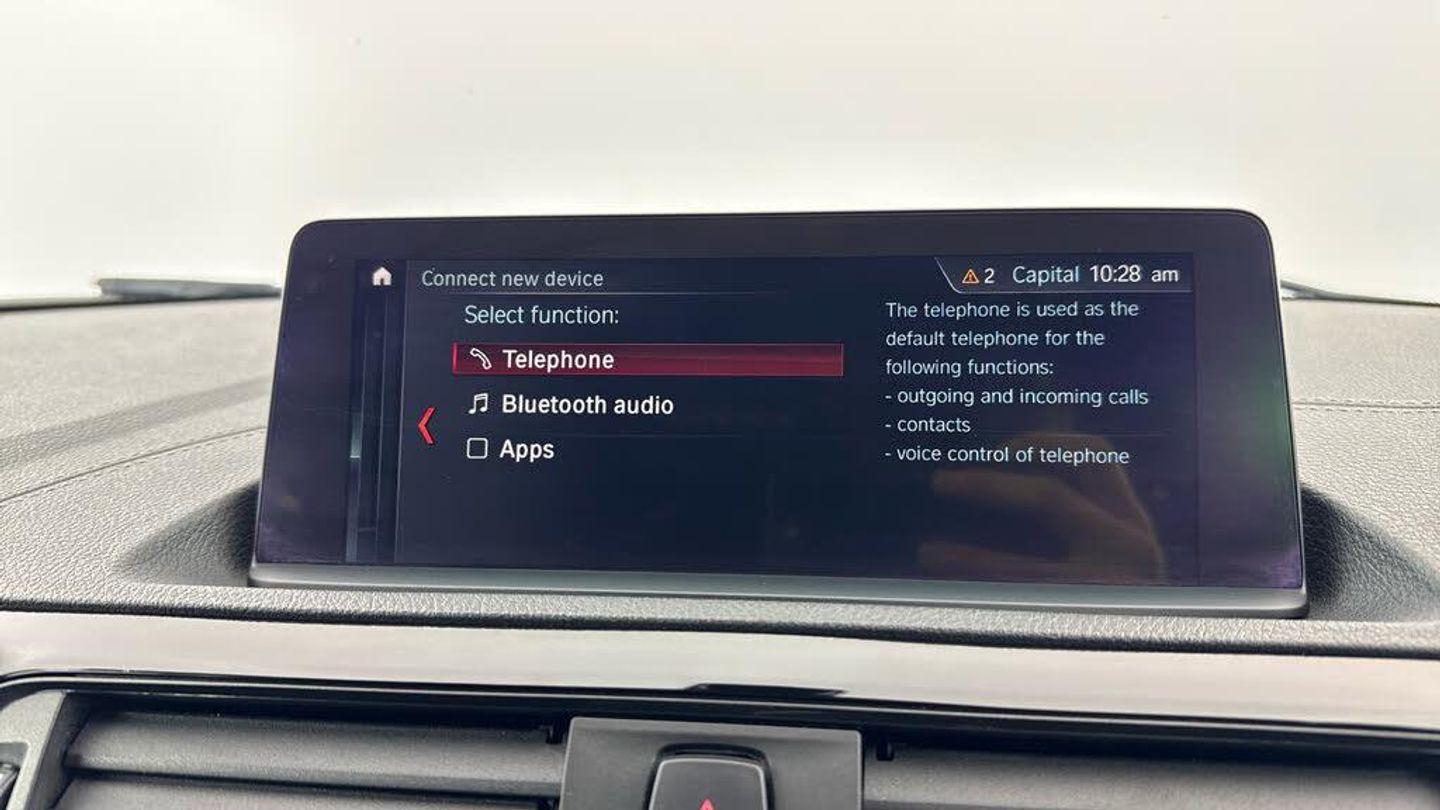 Connect new device
2 Capital 10:28 am
Select function:
Telephone
Bluetooth audio
Apps
The telephone is used as the
default telephone for the
following functions:
- outgoing and incoming calls
- contacts
- voice control of telephone